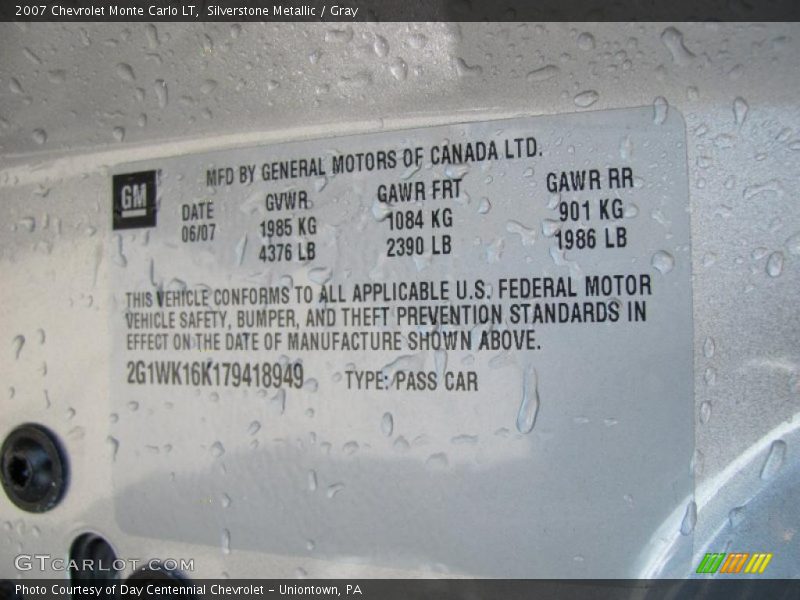 2007 Chevrolet Monte Carlo LT, Silverstone Metallic / Gray
GM
MFD BY GENERAL MOTORS OF CANADA LTD.
DATE GVWR GAWR FRT GAWR RR
06/07 1985 KG 1084 KG 901 KG
4376 LB 2390 LB 1986 LB
THIS VEHICLE CONFORMS TO ALL APPLICABLE U.S. FEDERAL MOTOR
VEHICLE SAFETY, BUMPER, AND THEFT PREVENTION STANDARDS IN
EFFECT ON THE DATE OF MANUFACTURE SHOWN ABOVE.
2G1WK16K179418949 TYPE: PASS CAR
GTCARLOT.COM
Photo Courtesy of Day Centennial Chevrolet - Uniontown, PA